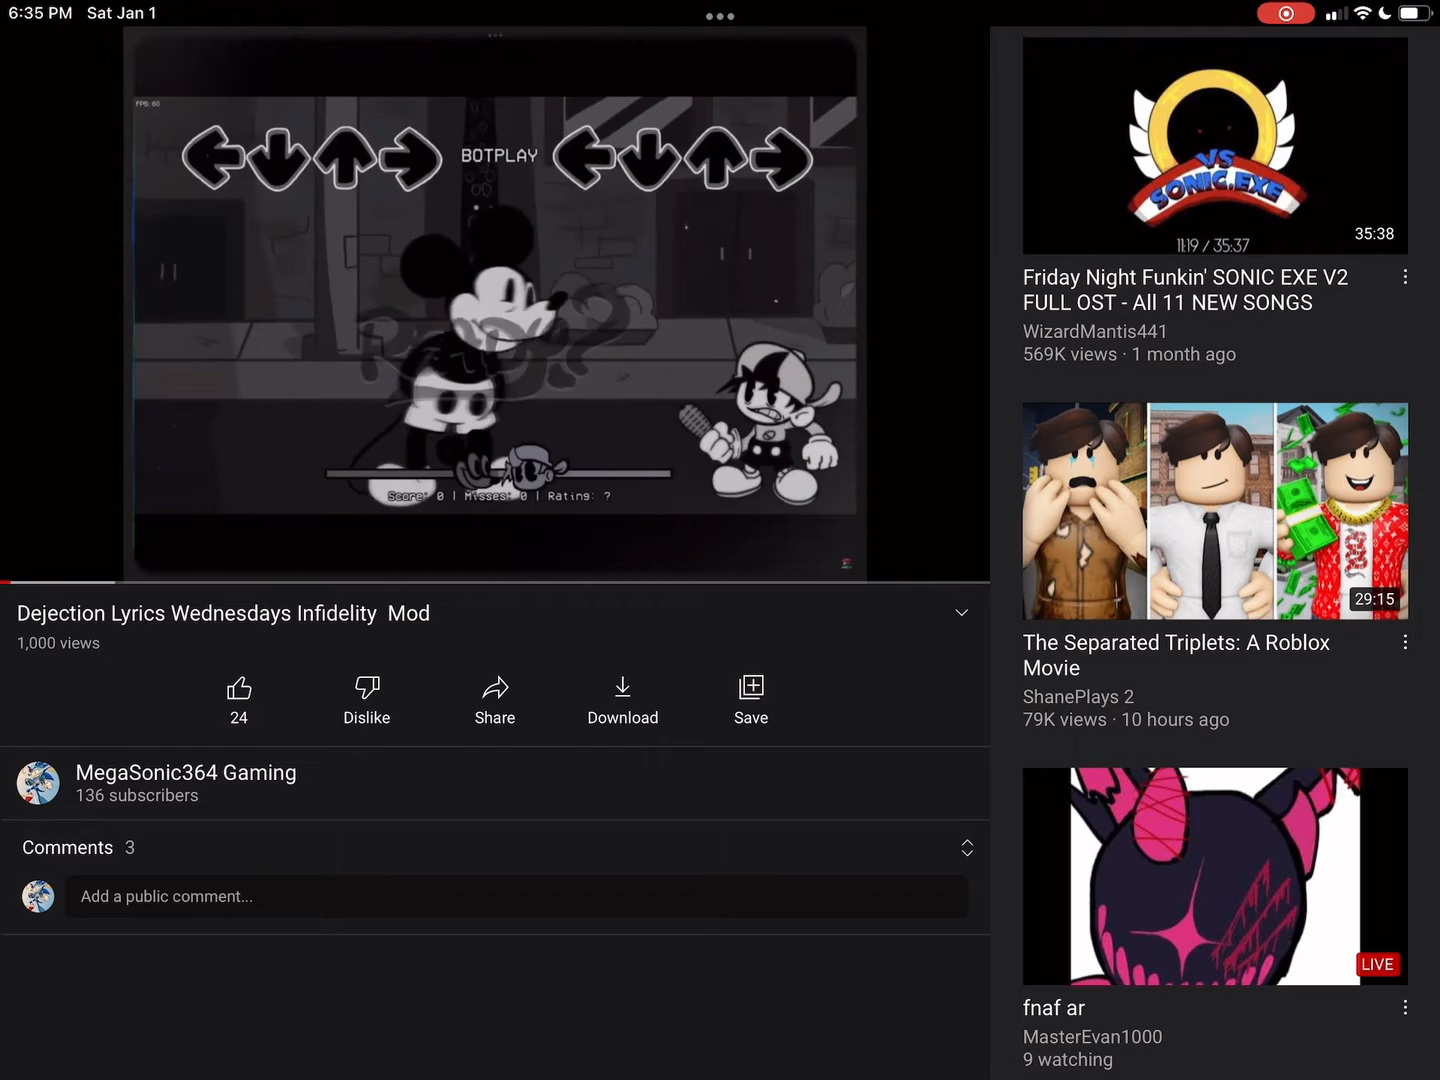 6:35 PM Sat Jan 1
FPS: 60
BOTPLAY
Score: 0 | Misses: 0 | Rating: ?
Dejection Lyrics Wednesdays Infidelity Mod
1,000 views
24
Dislike
Share
Download
Save
MegaSonic364 Gaming
136 subscribers
Comments 3
Add a public comment...
VS
SONIC.EXE
11:19 / 35:37
35:38
Friday Night Funkin' SONIC EXE V2
FULL OST - All 11 NEW SONGS
WizardMantis441
569K views · 1 month ago
29:15
The Separated Triplets: A Roblox
Movie
ShanePlays 2
79K views · 10 hours ago
LIVE
fnaf ar
MasterEvan1000
9 watching